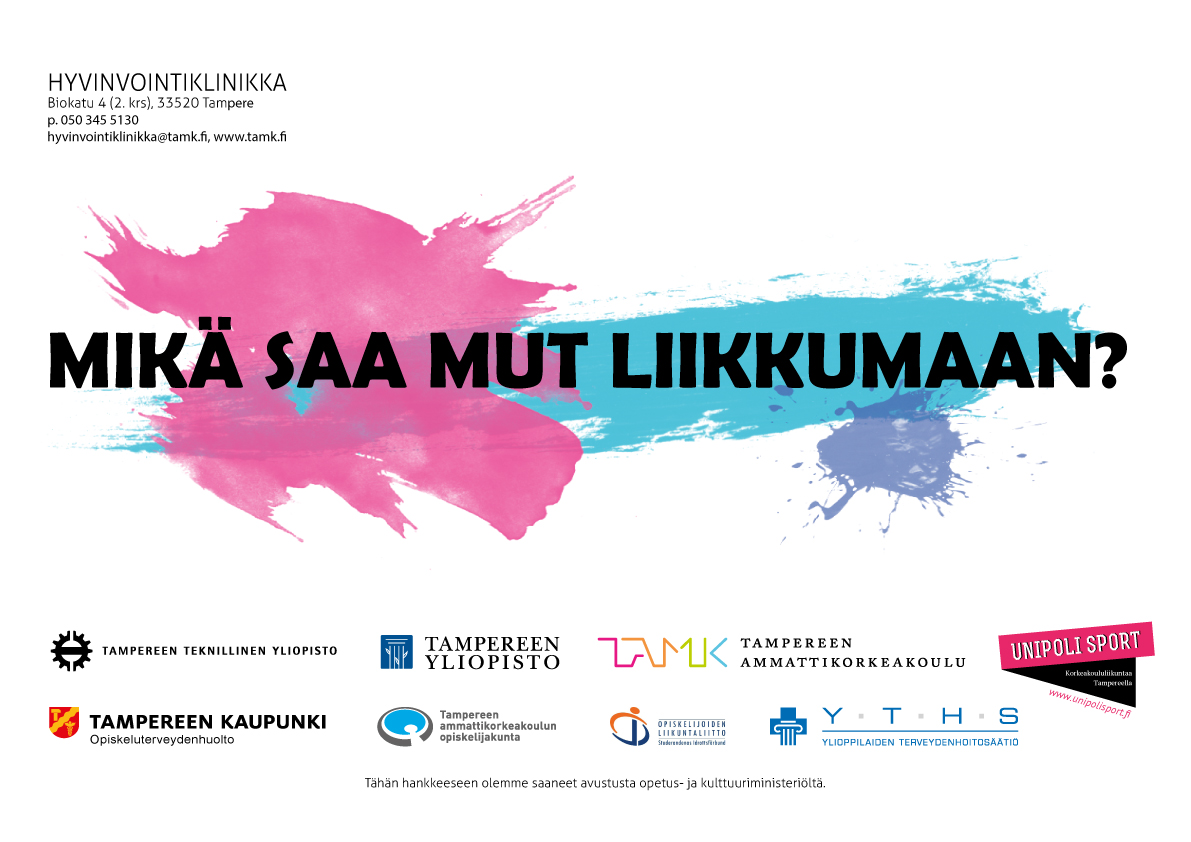 HYVINVOINTIKLINIKKA
Biokatu 4 (2. krs), 33520 Tampere
p. 050 345 5130
hyvinvointiklinikka@tamk.fi, www.tamk.fi
MIKÄ SAA MUT LIIKKUMAAN?
TAMPEREEN TEKNILLINEN YLIOPISTO
TAMPEREEN
YLIOPISTO
TAMK
TAMPEREEN
AMMATTIKORKEAKOULU
UNIPOLI SPORT
Korkeakoululiikuntaa
Tampereella
www.unipolisport.fi
TAMPEREEN KAUPUNKI
Opiskeluterveydenhuolto
Tampereen
ammattikorkeakoulun
opiskelijakunta
OPISKELIJOIDEN
LIIKUNTALIITTO
Studerandenas Idrottsförbund
Y · T · H · S
YLIOPPILAIDEN TERVEYDENHOITOSÄÄTIÖ
Tähän hankkeeseen olemme saaneet avustusta opetus- ja kulttuuriministeriöltä.